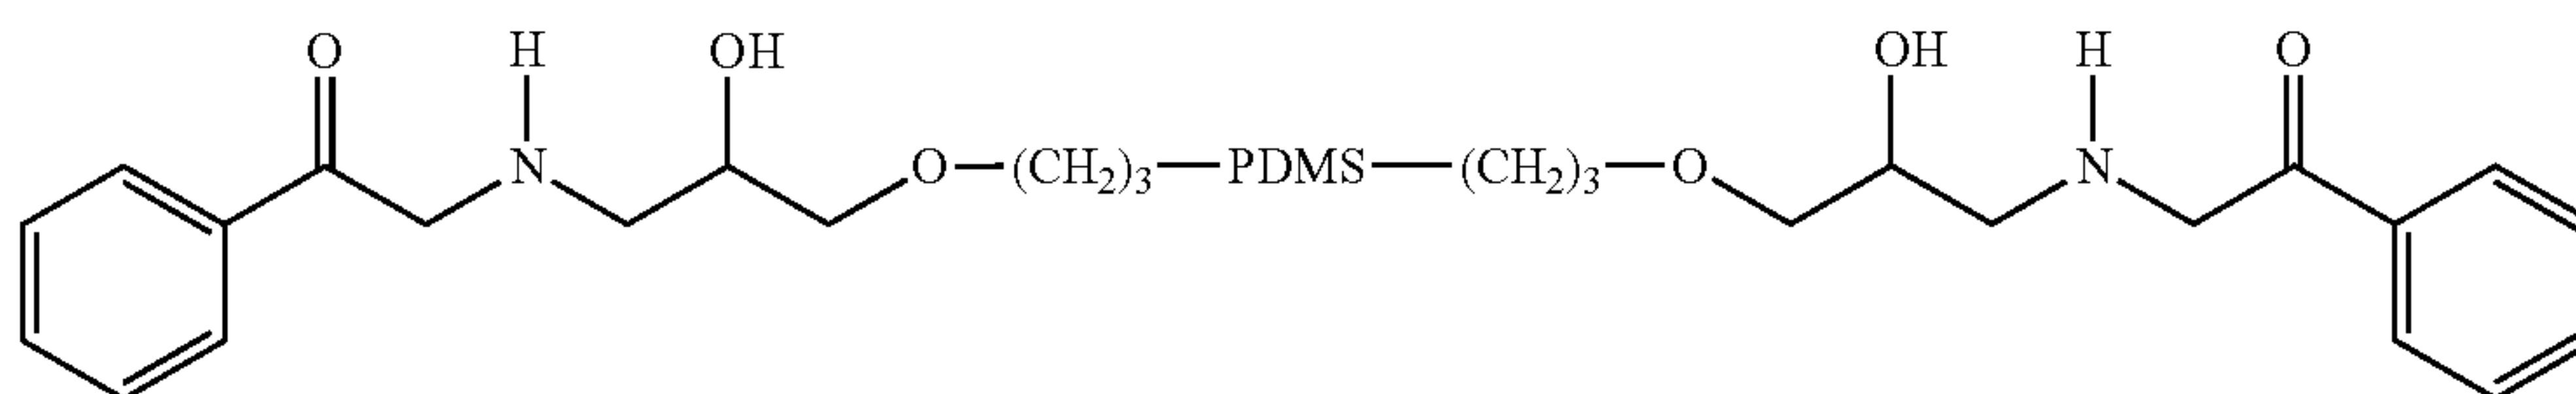 O H OH OH H O
N O—(CH₂)₃—PDMS—(CH₂)₃—O N